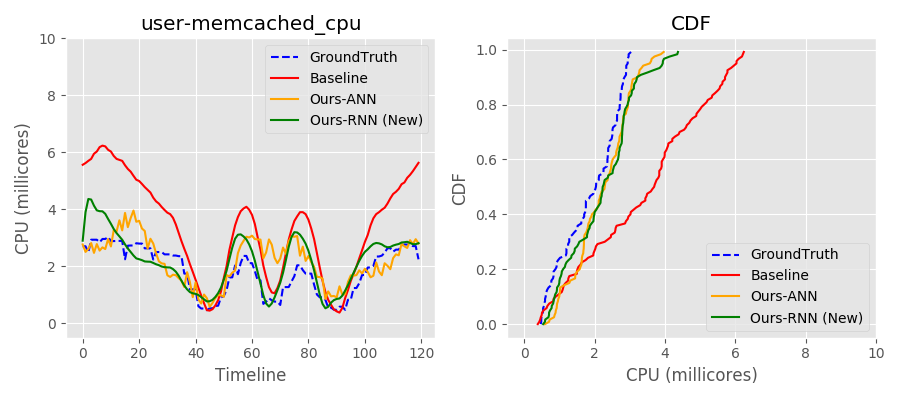 user-memcached_cpu
CPU (millicores)
10
8
6
4
2
0
0
20
40
60
80
100
120
Timeline
GroundTruth
Baseline
Ours-ANN
Ours-RNN (New)
CDF
CDF
1.0
0.8
0.6
0.4
0.2
0.0
0
2
4
6
8
10
CPU (millicores)
GroundTruth
Baseline
Ours-ANN
Ours-RNN (New)